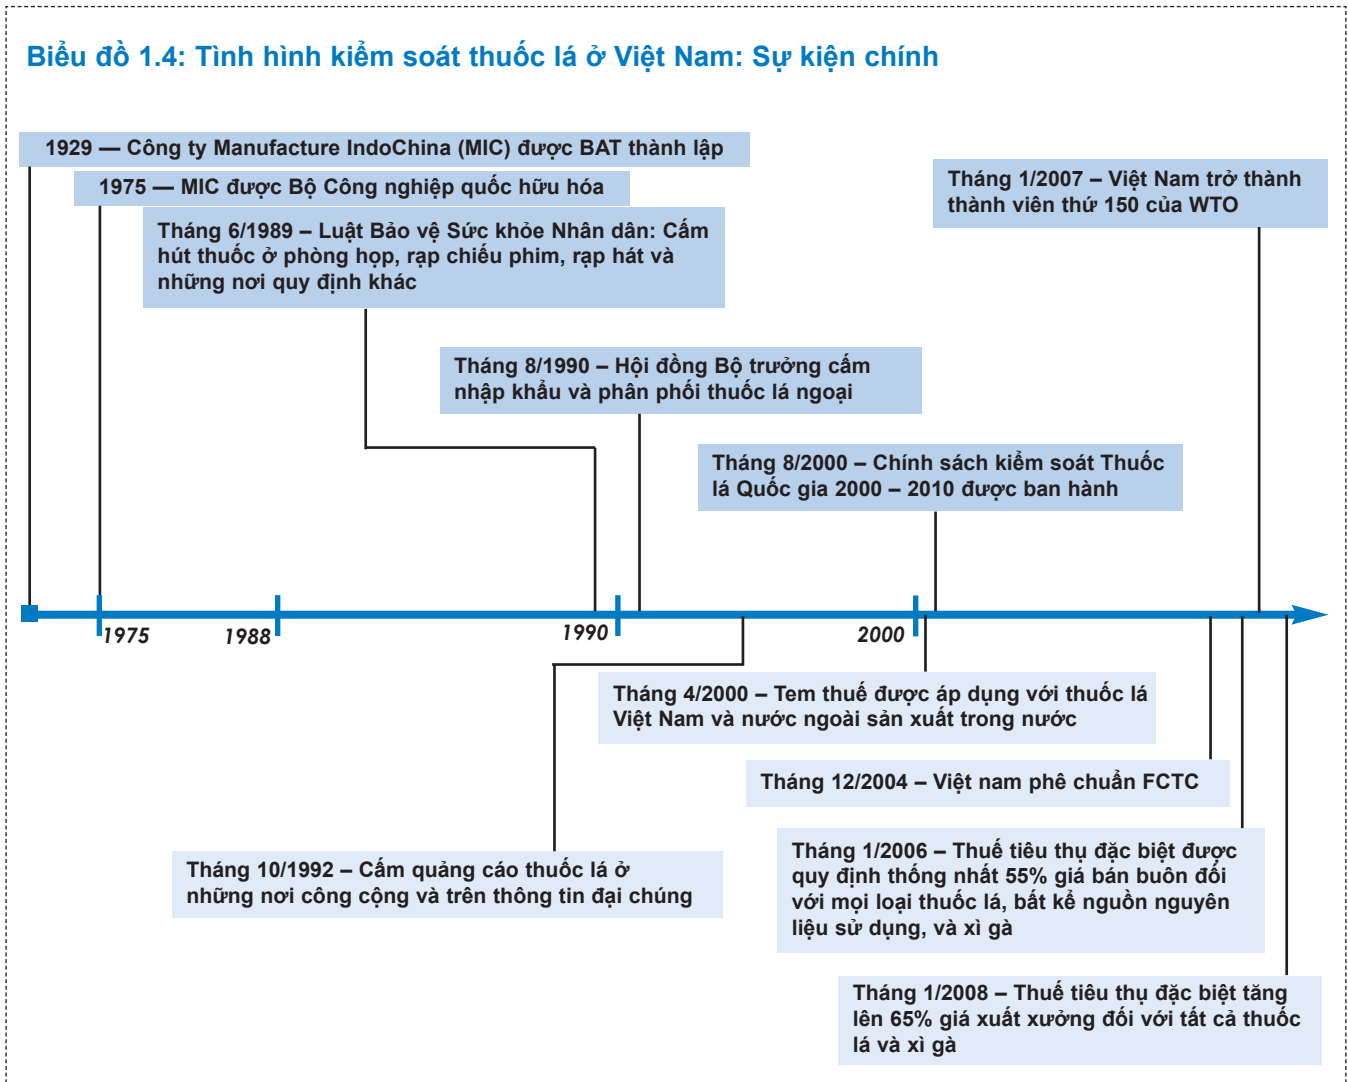 Biểu đồ 1.4: Tình hình kiểm soát thuốc lá ở Việt Nam: Sự kiện chính
1929 — Công ty Manufacture IndoChina (MIC) được BAT thành lập
1975 — MIC được Bộ Công nghiệp quốc hữu hóa
Tháng 1/2007 – Việt Nam trở thành
thành viên thứ 150 của WTO
Tháng 6/1989 – Luật Bảo vệ Sức khỏe Nhân dân: Cấm
hút thuốc ở phòng họp, rạp chiếu phim, rạp hát và
những nơi quy định khác
Tháng 8/1990 – Hội đồng Bộ trưởng cấm
nhập khẩu và phân phối thuốc lá ngoại
Tháng 8/2000 – Chính sách kiểm soát Thuốc
lá Quốc gia 2000 – 2010 được ban hành
1975
1988
1990
2000
Tháng 4/2000 – Tem thuế được áp dụng với thuốc lá
Việt Nam và nước ngoài sản xuất trong nước
Tháng 12/2004 – Việt nam phê chuẩn FCTC
Tháng 10/1992 – Cấm quảng cáo thuốc lá ở
những nơi công cộng và trên thông tin đại chúng
Tháng 1/2006 – Thuế tiêu thụ đặc biệt được
quy định thống nhất 55% giá bán buôn đối
với mọi loại thuốc lá, bất kể nguồn nguyên
liệu sử dụng, và xì gà
Tháng 1/2008 – Thuế tiêu thụ đặc biệt tăng
lên 65% giá xuất xưởng đối với tất cả thuốc
lá và xì gà